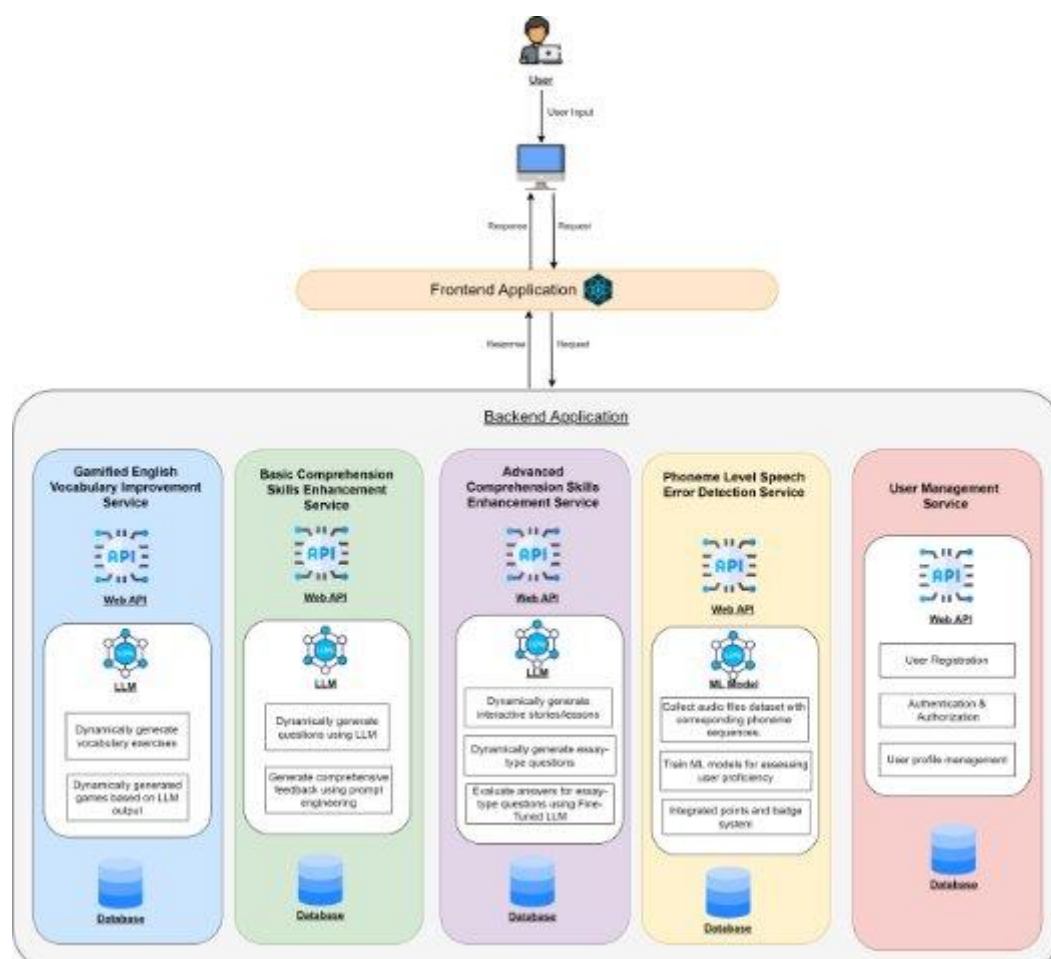 User
User Input
Response
Request
Frontend Application
Response
Request
Backend Application
Gamified English
Vocabulary Improvement
Service
API
Web API
LLM
Dynamically generate
vocabulary exercises
Dynamically generated
games based on LLM
output
Database
Basic Comprehension
Skills Enhancement
Service
API
Web API
LLM
Dynamically generate
questions using LLM
Generate comprehensive
feedback using prompt
engineering
Database
Advanced
Comprehension Skills
Enhancement Service
API
Web API
LLM
Dynamically generate
interactive stories/lessons
Dynamically generate essay-
type questions
Evaluate answers for essay-
type questions using Fine-
Tuned LLM
Database
Phoneme Level Speech
Error Detection Service
API
Web API
ML Model
Collect audio files dataset with
corresponding phoneme
sequences.
Train ML models for assessing
user proficiency
Integrated points and badge
system
Database
User Management
Service
API
Web API
User Registration
Authentication &
Authorization
User profile management
Database